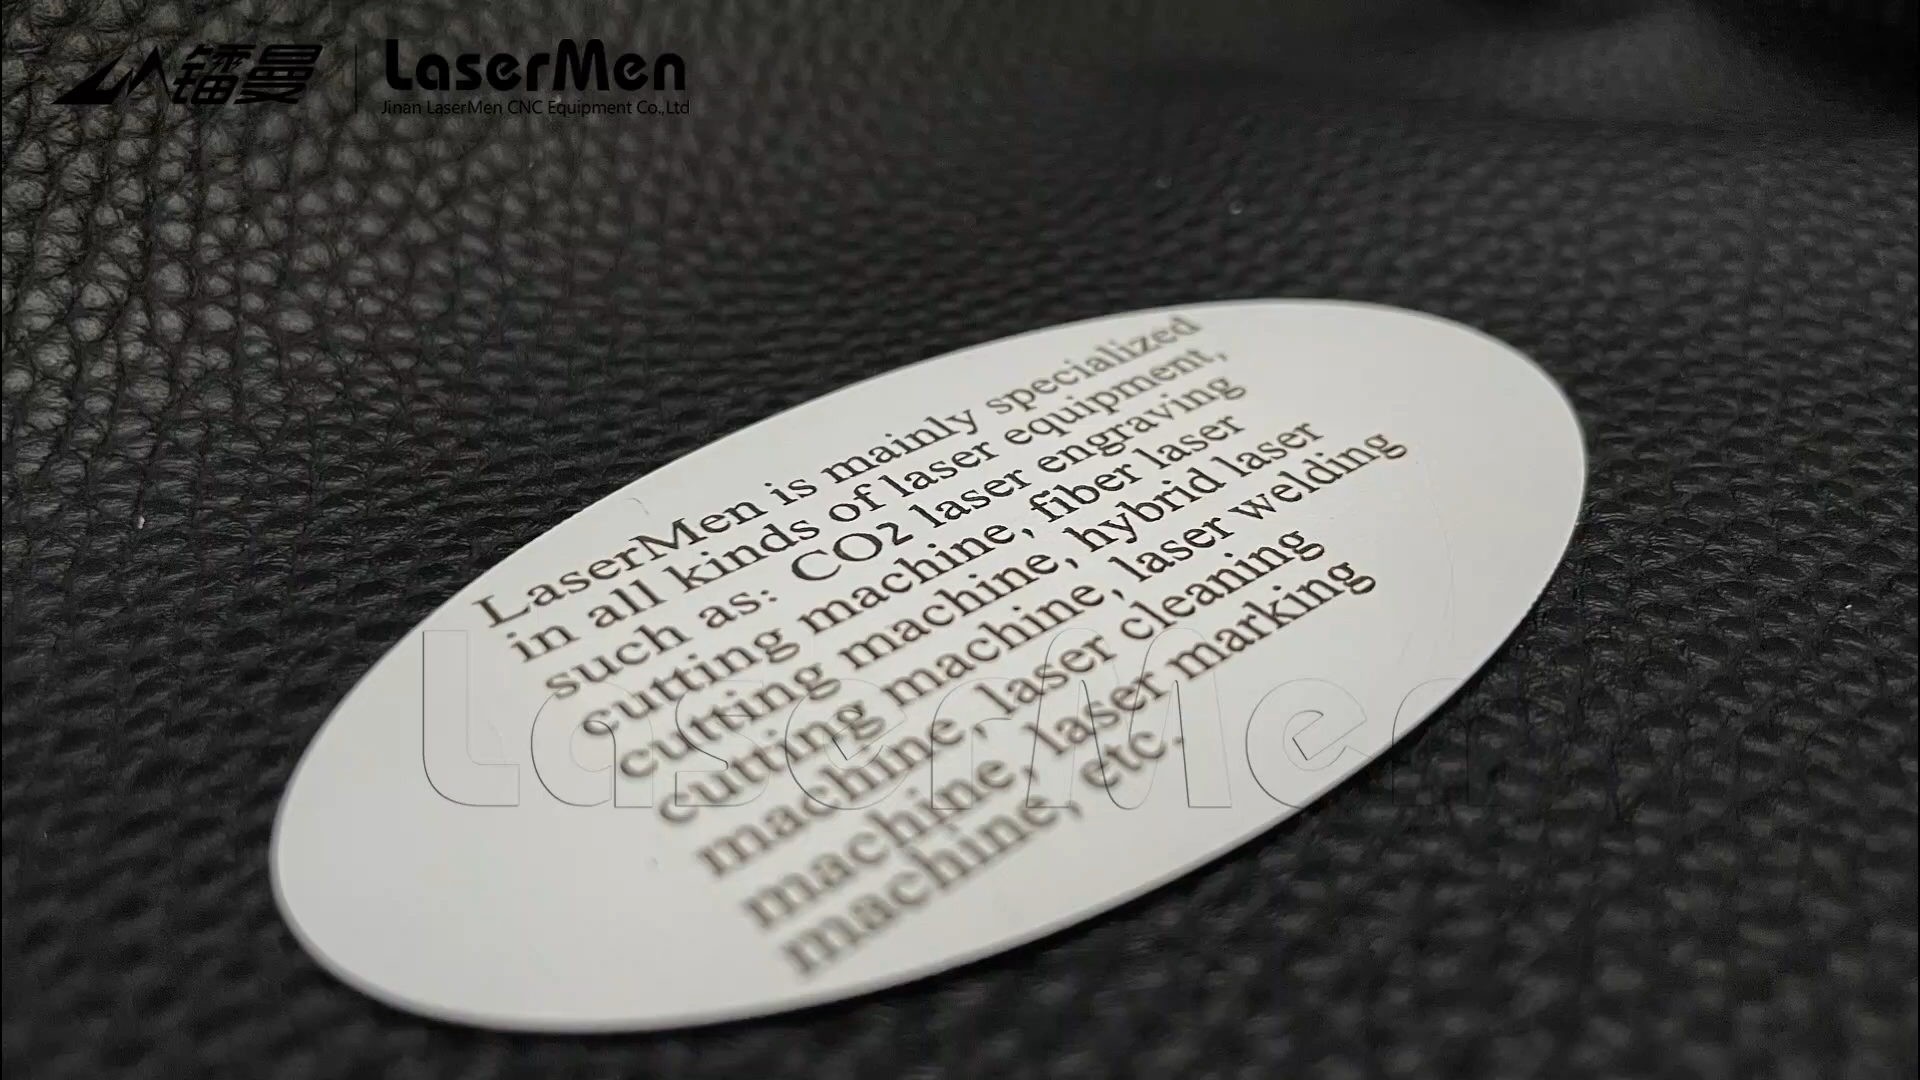 镭曼
LaserMen
Jinan LaserMen CNC Equipment Co.,Ltd
LaserMen is mainly specialized
in all kinds of laser equipment,
such as: CO2 laser engraving
cutting machine, fiber laser
cutting machine, hybrid laser
cutting machine, laser welding
machine, laser cleaning
machine, laser marking
machine, etc.
LaserMen